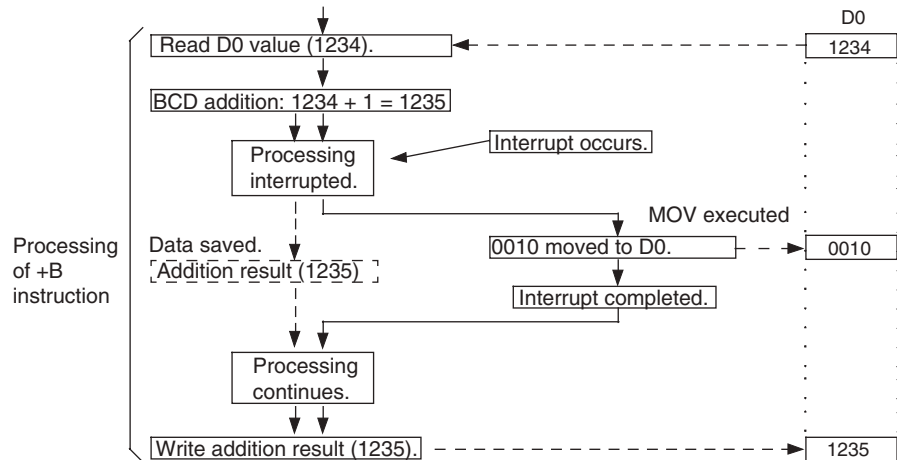 D0
Read D0 value (1234).
1234
BCD addition: 1234 + 1 = 1235
Interrupt occurs.
Processing
interrupted.
MOV executed
Processing
of +B
instruction
Data saved.
0010 moved to D0.
0010
Addition result (1235)
Interrupt completed.
Processing
continues.
Write addition result (1235).
1235